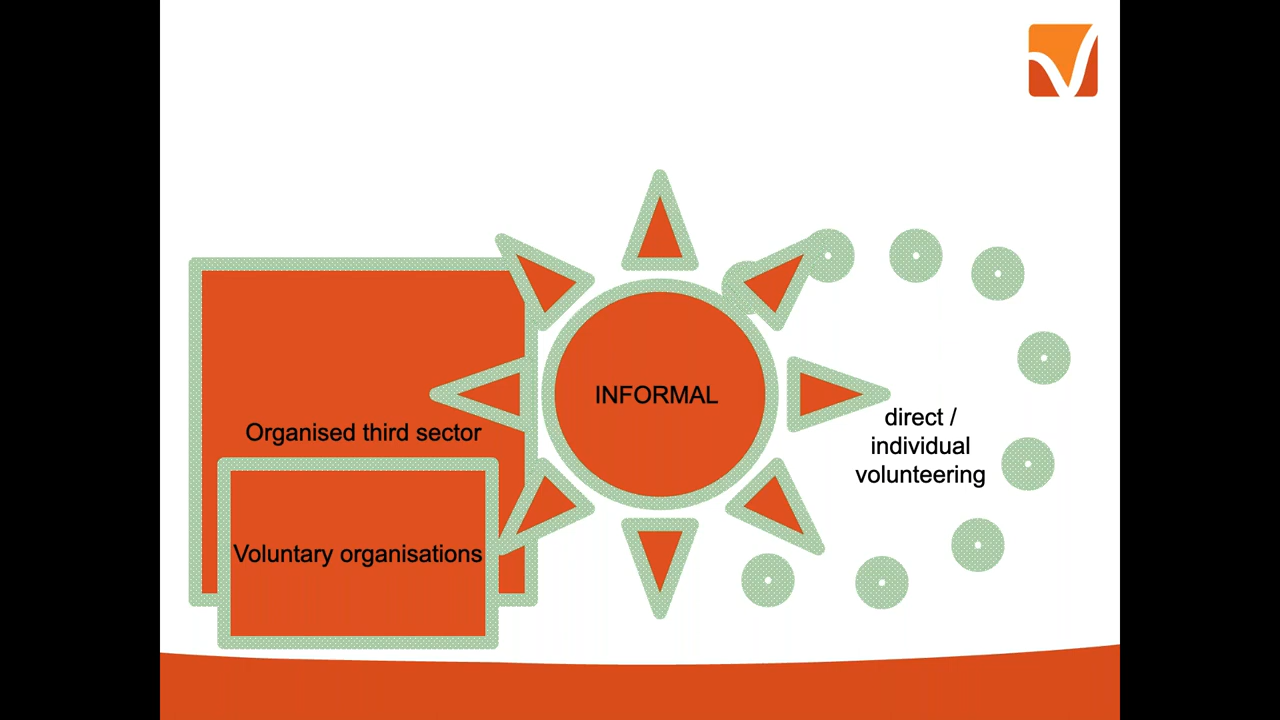 INFORMAL
Organised third sector
direct /
individual
volunteering
Voluntary organisations